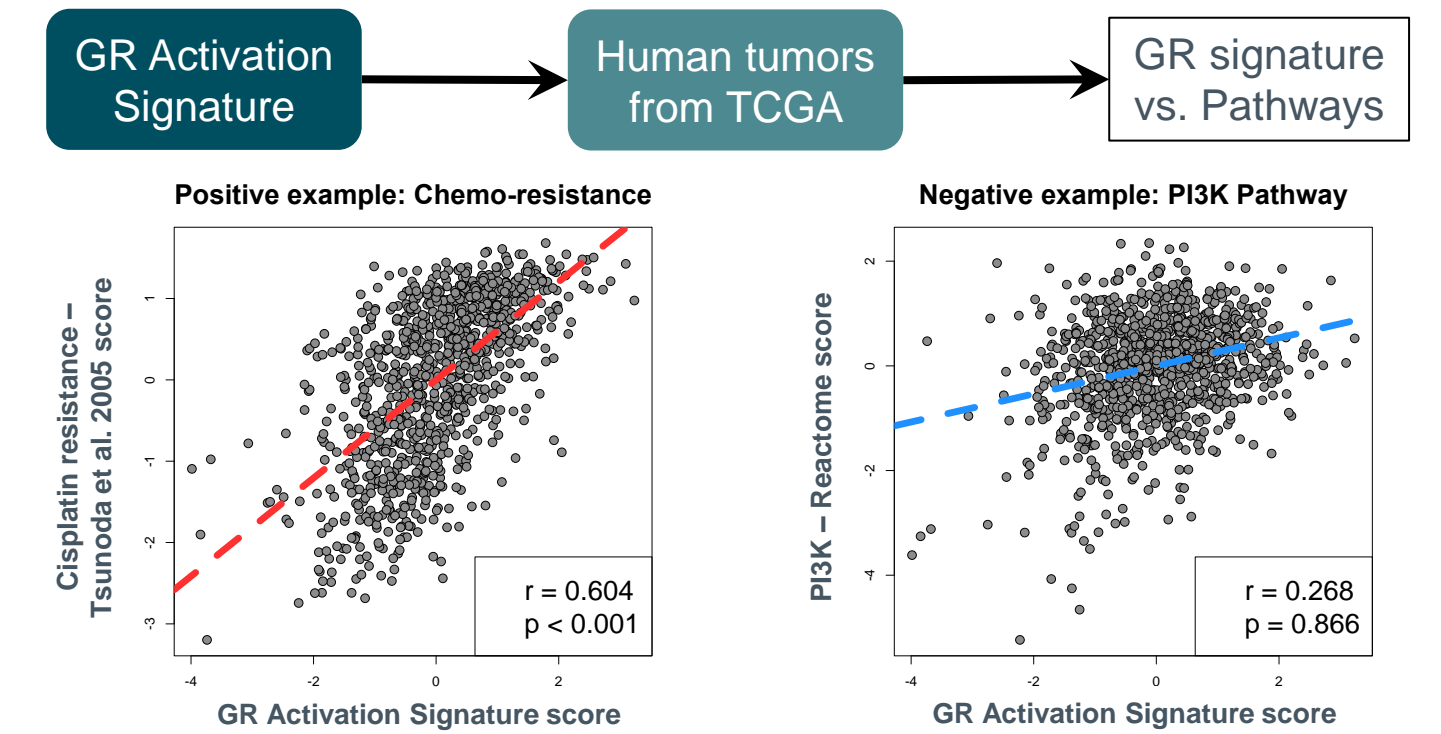 GR Activation
Signature
Human tumors
from TCGA
GR signature
vs. Pathways
Positive example: Chemo-resistance
Cisplatin resistance –
Tsunoda et al. 2005 score
1
0
-1
-2
-3
r = 0.604
p < 0.001
-4
-2
0
2
GR Activation Signature score
Negative example: PI3K Pathway
PI3K – Reactome score
2
0
-2
-4
r = 0.268
p = 0.866
-4
-2
0
2
GR Activation Signature score